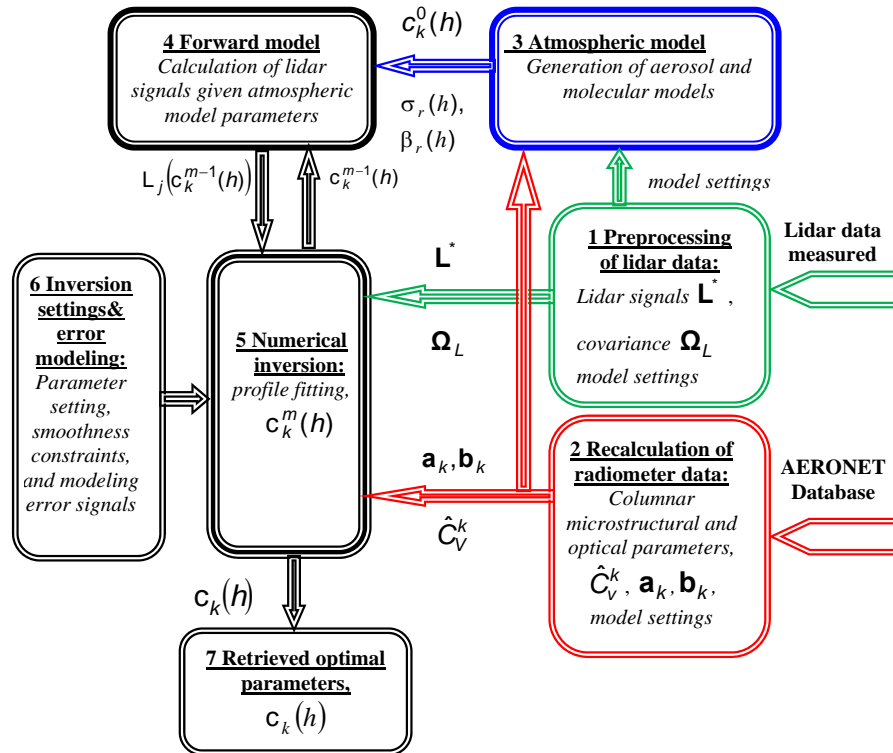 4 Forward model
Calculation of lidar
signals given atmospheric
model parameters
c_k^0(h)
σ_r(h),
β_r(h)
3 Atmospheric model
Generation of aerosol and
molecular models
L_j(c_k^{m-1}(h))
c_k^{m-1}(h)
model settings
1 Preprocessing
of lidar data:
Lidar signals L^*,
covariance Ω_L
model settings
Lidar data
measured
L^*
Ω_L
6 Inversion
settings&
error
modeling:
Parameter
setting,
smoothness
constraints,
and modeling
error signals
5 Numerical
inversion:
profile fitting,
c_k^m(h)
a_k, b_k
Ĉ_V^k
2 Recalculation of
radiometer data:
Columnar
microstructural and
optical parameters,
Ĉ_v^k, a_k, b_k,
model settings
AERONET
Database
c_k(h)
7 Retrieved optimal
parameters,
c_k(h)